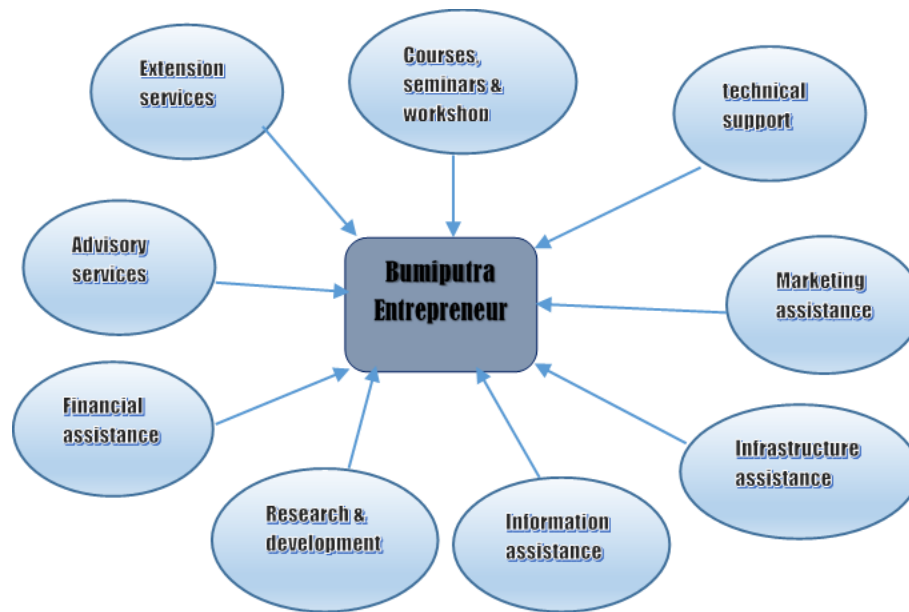 Extension
services
Courses,
seminars &
workshop
technical
support
Advisory
services
Bumiputra
Entrepreneur
Marketing
assistance
Financial
assistance
Infrastructure
assistance
Research &
development
Information
assistance